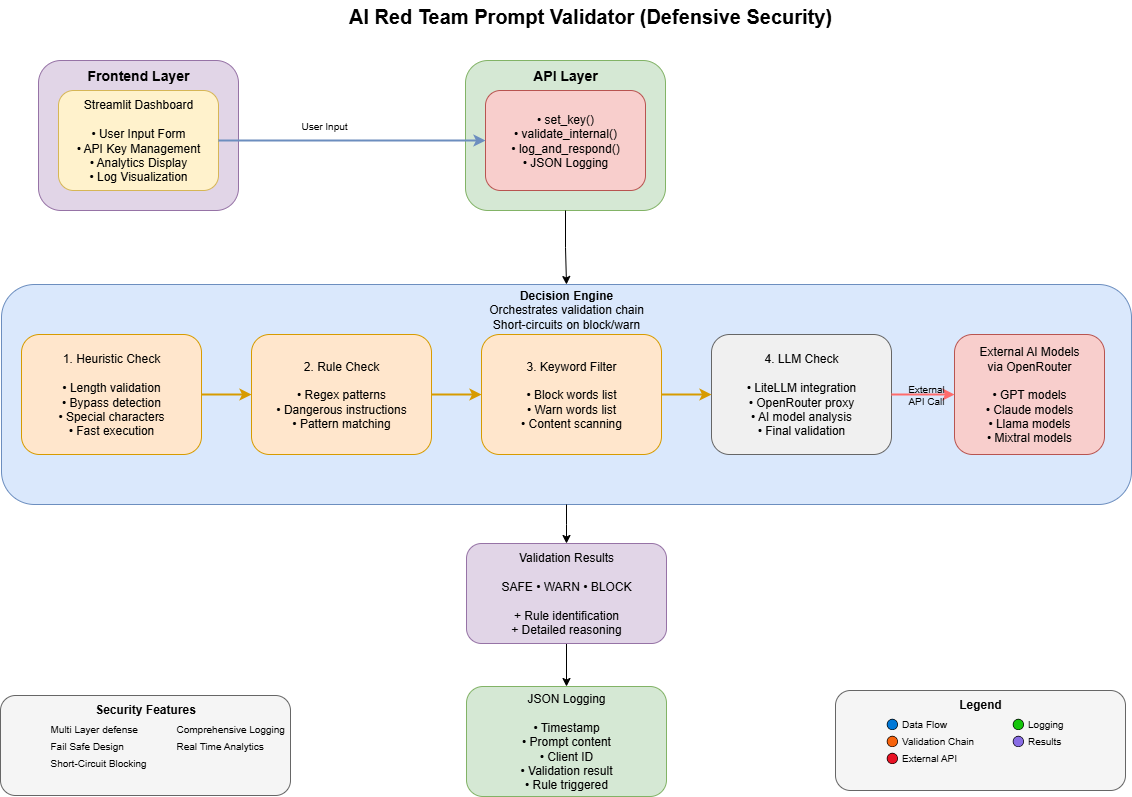 AI Red Team Prompt Validator (Defensive Security)
Frontend Layer
Streamlit Dashboard
• User Input Form
• API Key Management
• Analytics Display
• Log Visualization
User Input
API Layer
• set_key()
• validate_internal()
• log_and_respond()
• JSON Logging
Decision Engine
Orchestrates validation chain
Short-circuits on block/warn
1. Heuristic Check
• Length validation
• Bypass detection
• Special characters
• Fast execution
2. Rule Check
• Regex patterns
• Dangerous instructions
• Pattern matching
3. Keyword Filter
• Block words list
• Warn words list
• Content scanning
4. LLM Check
• LiteLLM integration
• OpenRouter proxy
• AI model analysis
• Final validation
External
API Call
External AI Models
via OpenRouter
• GPT models
• Claude models
• Llama models
• Mixtral models
Validation Results
SAFE • WARN • BLOCK
+ Rule identification
+ Detailed reasoning
JSON Logging
• Timestamp
• Prompt content
• Client ID
• Validation result
• Rule triggered
Security Features
Multi Layer defense
Fail Safe Design
Short-Circuit Blocking
Comprehensive Logging
Real Time Analytics
Legend
Data Flow
Validation Chain
External API
Logging
Results